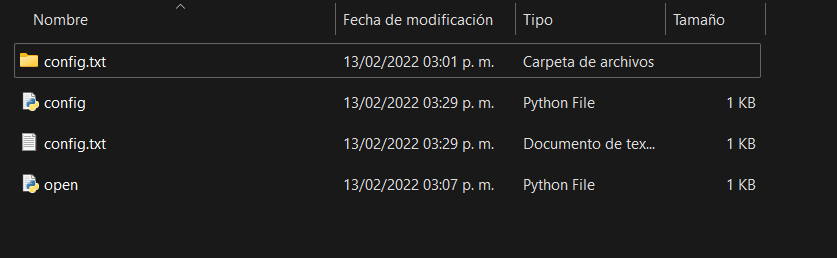 Nombre Fecha de modificación Tipo Tamaño
config.txt 13/02/2022 03:01 p. m. Carpeta de archivos
config 13/02/2022 03:29 p. m. Python File 1 KB
config.txt 13/02/2022 03:29 p. m. Documento de tex... 1 KB
open 13/02/2022 03:07 p. m. Python File 1 KB